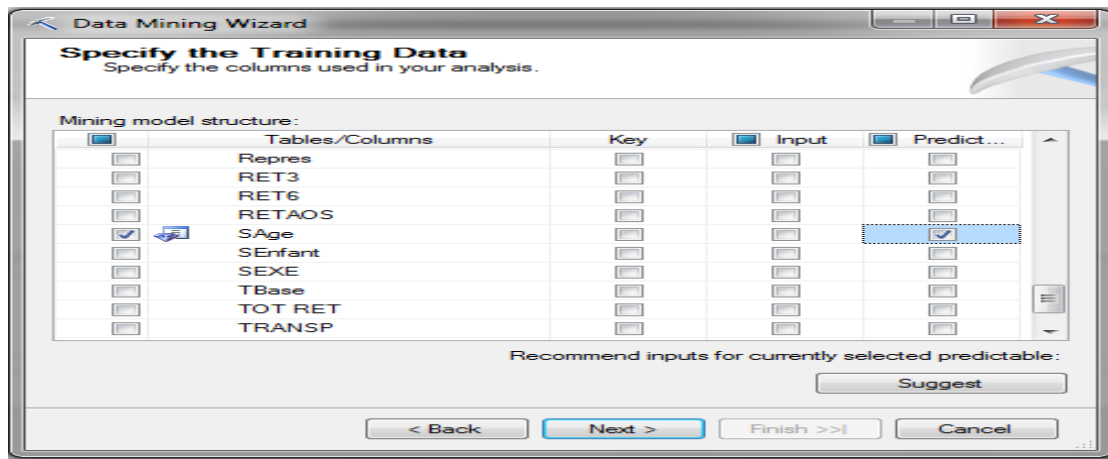 Data Mining Wizard
Specify the Training Data
Specify the columns used in your analysis.
Mining model structure:
Tables/Columns Key Input Predict...
Repres
RET3
RET6
RETAOS
SAge
SEnfant
SEXE
TBase
TOT RET
TRANSP
Recommend inputs for currently selected predictable:
Suggest
< Back Next > Finish >>| Cancel